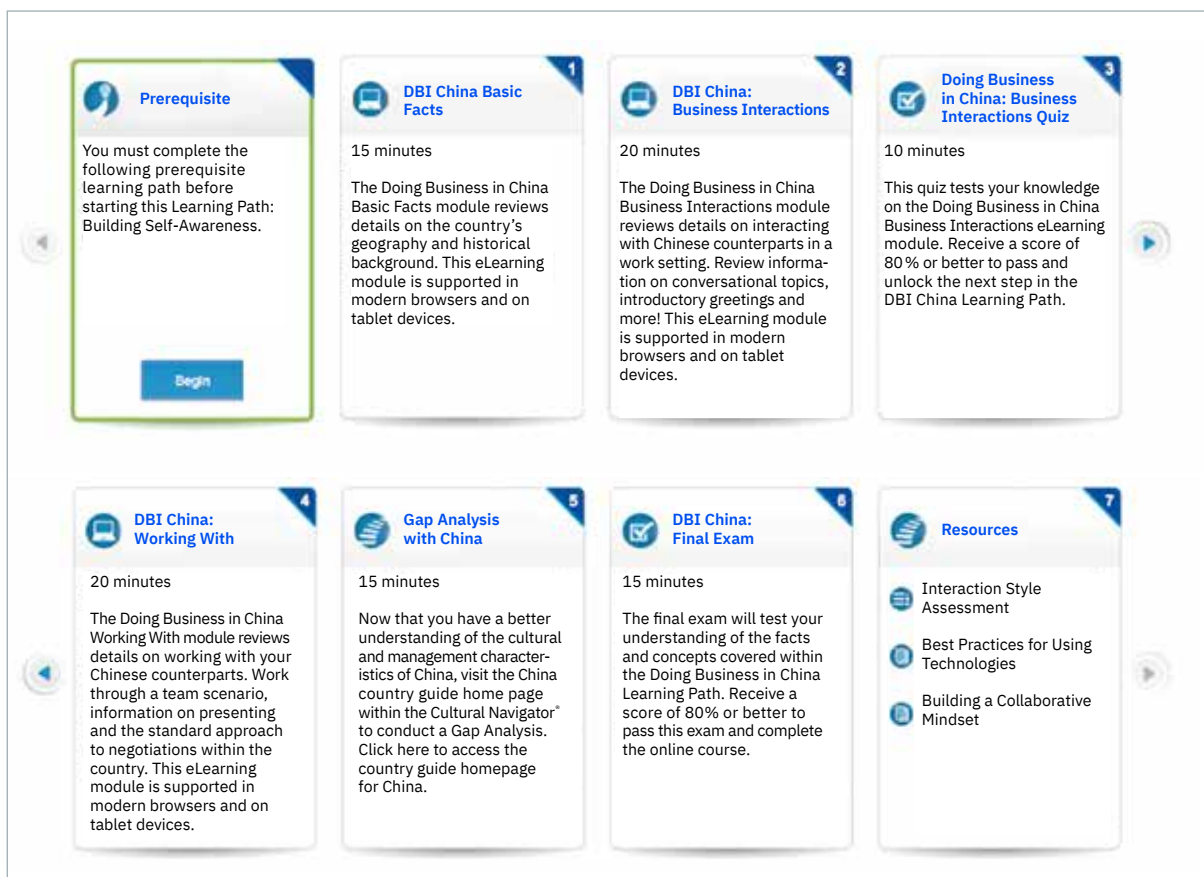 Prerequisite
You must complete the
following prerequisite
learning path before
starting this Learning Path:
Building Self-Awareness.
Begin
1
DBI China Basic
Facts
15 minutes
The Doing Business in China
Basic Facts module reviews
details on the country’s
geography and historical
background. This eLearning
module is supported in
modern browsers and on
tablet devices.
2
DBI China:
Business Interactions
20 minutes
The Doing Business in China
Business Interactions module
reviews details on interacting
with Chinese counterparts in a
work setting. Review informa-
tion on conversational topics,
introductory greetings and
more! This eLearning module
is supported in modern
browsers and on tablet
devices.
3
Doing Business
in China: Business
Interactions Quiz
10 minutes
This quiz tests your knowledge
on the Doing Business in China
Business Interactions eLearning
module. Receive a score of
80 % or better to pass and
unlock the next step in the
DBI China Learning Path.
4
DBI China:
Working With
20 minutes
The Doing Business in China
Working With module reviews
details on working with your
Chinese counterparts. Work
through a team scenario,
information on presenting
and the standard approach
to negotiations within the
country. This eLearning
module is supported in
modern browsers and on
tablet devices.
5
Gap Analysis
with China
15 minutes
Now that you have a better
understanding of the cultural
and management character-
istics of China, visit the China
country guide home page
within the Cultural Navigator®
to conduct a Gap Analysis.
Click here to access the
country guide homepage
for China.
6
DBI China:
Final Exam
15 minutes
The final exam will test your
understanding of the facts
and concepts covered within
the Doing Business in China
Learning Path. Receive a
score of 80% or better to
pass this exam and complete
the online course.
7
Resources
Interaction Style
Assessment
Best Practices for Using
Technologies
Building a Collaborative
Mindset